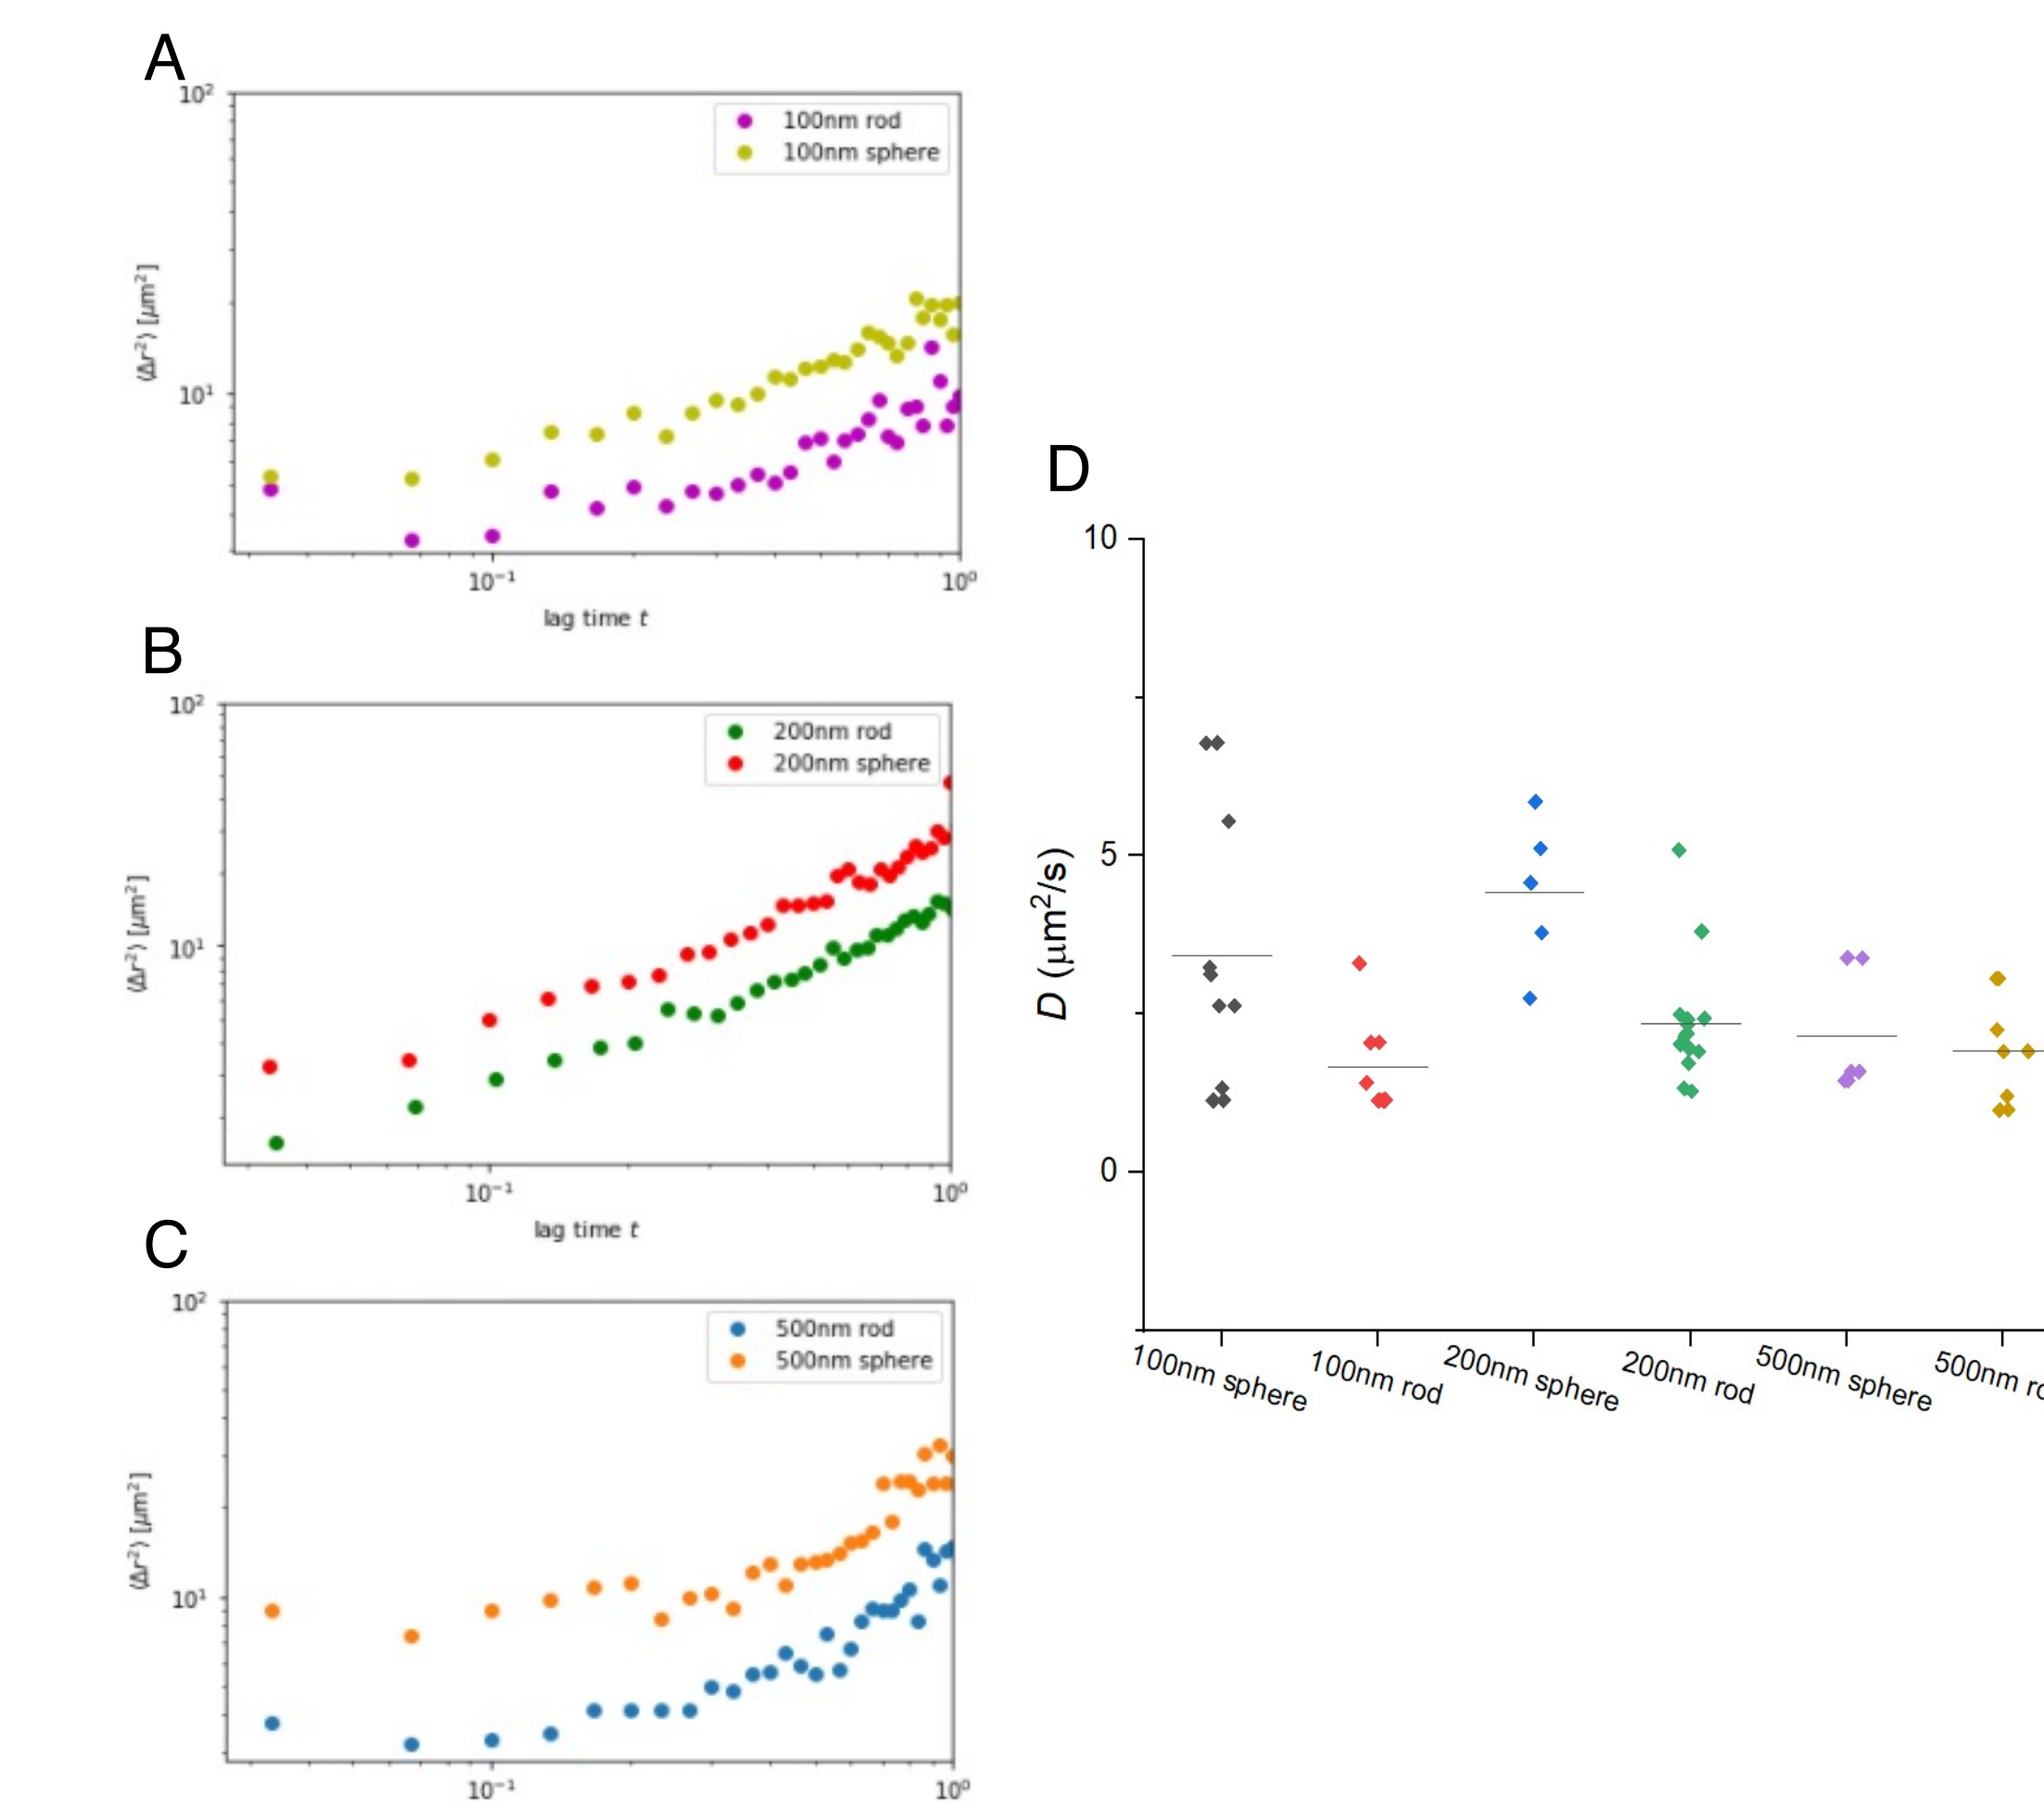 A
10²
100nm rod
100nm sphere
⟨Δr²⟩ [μm²]
10¹
10⁻¹
10⁰
lag time t
B
10²
200nm rod
200nm sphere
⟨Δr²⟩ [μm²]
10¹
10⁻¹
10⁰
lag time t
C
10²
500nm rod
500nm sphere
⟨Δr²⟩ [μm²]
10¹
10⁻¹
10⁰
D
10
5
0
D (μm²/s)
100nm sphere
100nm rod
200nm sphere
200nm rod
500nm sphere
500nm